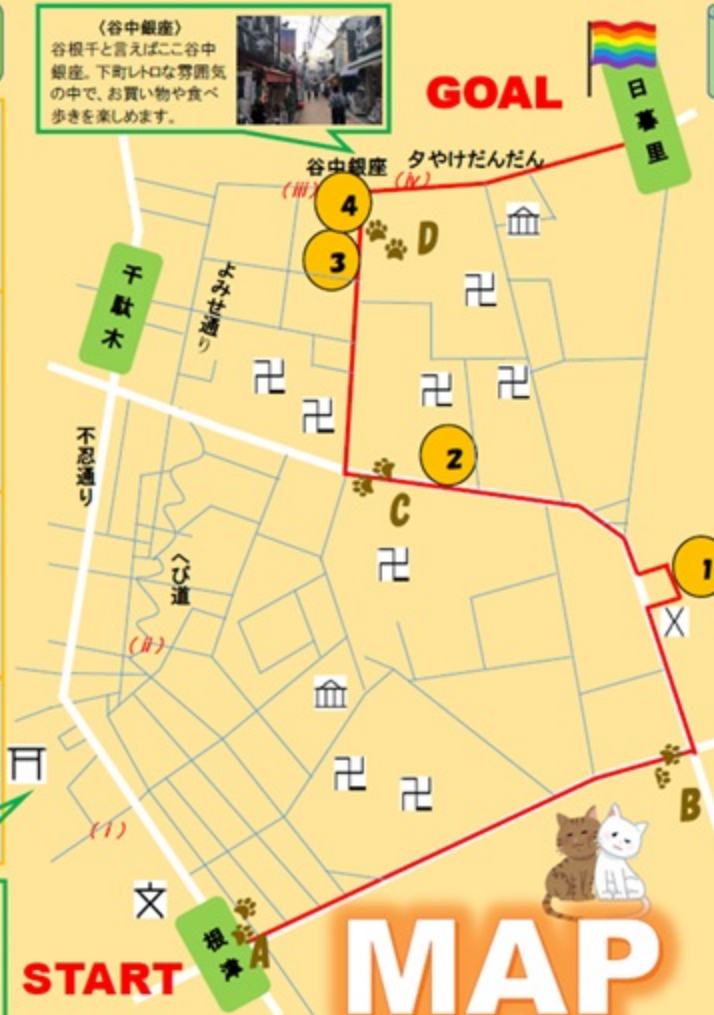 〈谷中銀座〉
谷根千と言えばここ谷中
銀座。下町レトロな雰囲気
の中で、お買い物や食べ
歩きを楽しめます。
GOAL
日暮里
谷中銀座
夕やけだんだん
(iii)
(iv)
4
D
3
千駄木
よみせ通り
2
不忍通り
C
1
へび道
(ii)
B
(i)
文
根津
A
START
MAP